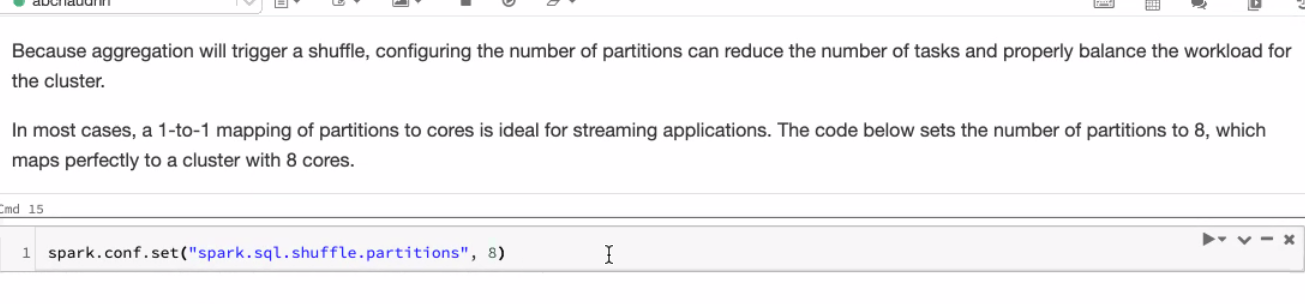 abchaudhri
Because aggregation will trigger a shuffle, configuring the number of partitions can reduce the number of tasks and properly balance the workload for
the cluster.
In most cases, a 1-to-1 mapping of partitions to cores is ideal for streaming applications. The code below sets the number of partitions to 8, which
maps perfectly to a cluster with 8 cores.
Cmd 15
1 spark.conf.set("spark.sql.shuffle.partitions", 8)